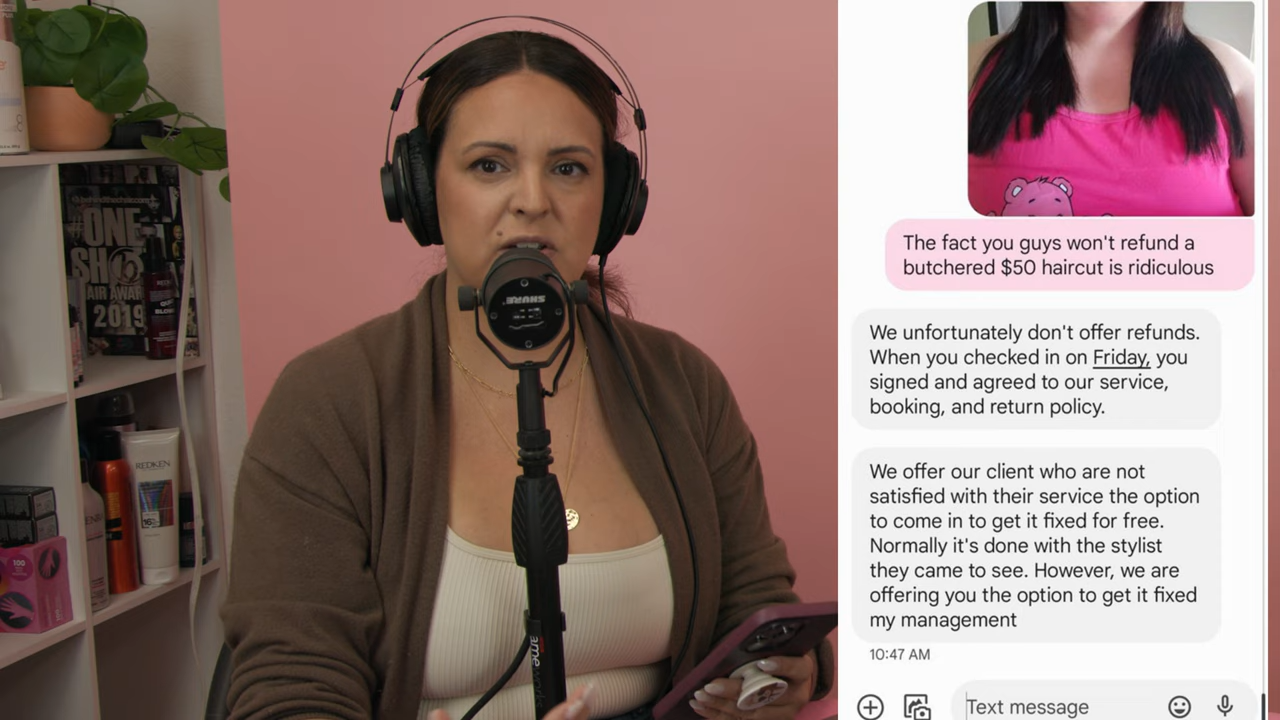 ONE
SHOT
AIR AWAR
2019
REDKEN
SHURE
The fact you guys won't refund a
butchered $50 haircut is ridiculous
We unfortunately don't offer refunds.
When you checked in on Friday, you
signed and agreed to our service,
booking, and return policy.
We offer our client who are not
satisfied with their service the option
to come in to get it fixed for free.
Normally it's done with the stylist
they came to see. However, we are
offering you the option to get it fixed
my management
10:47 AM
Text message